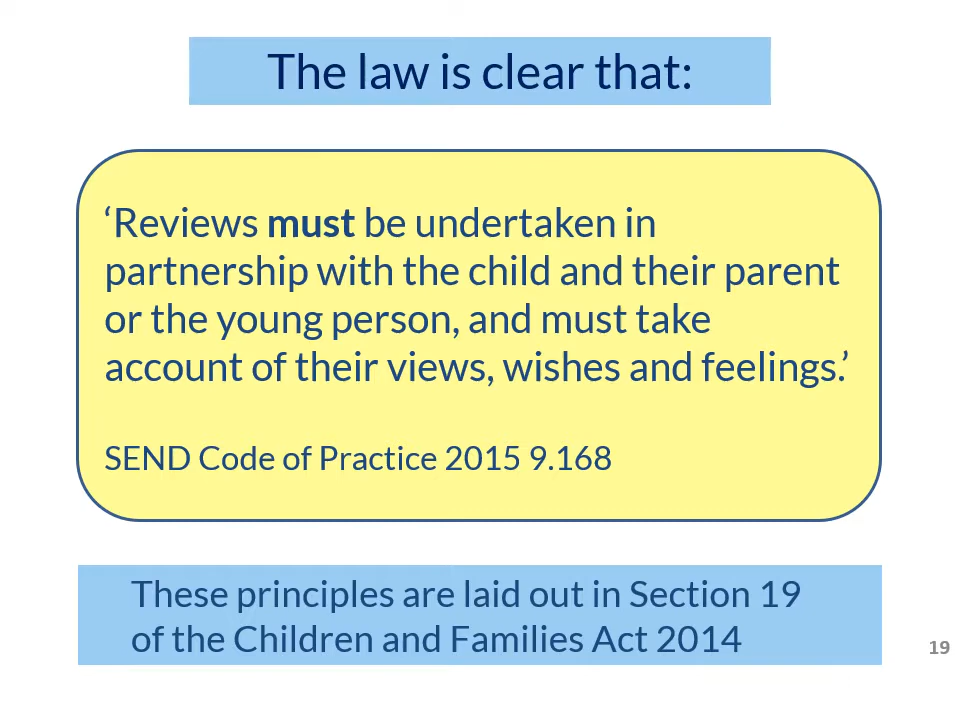 The law is clear that:
‘Reviews must be undertaken in
partnership with the child and their parent
or the young person, and must take
account of their views, wishes and feelings.’
SEND Code of Practice 2015 9.168
These principles are laid out in Section 19
of the Children and Families Act 2014
19